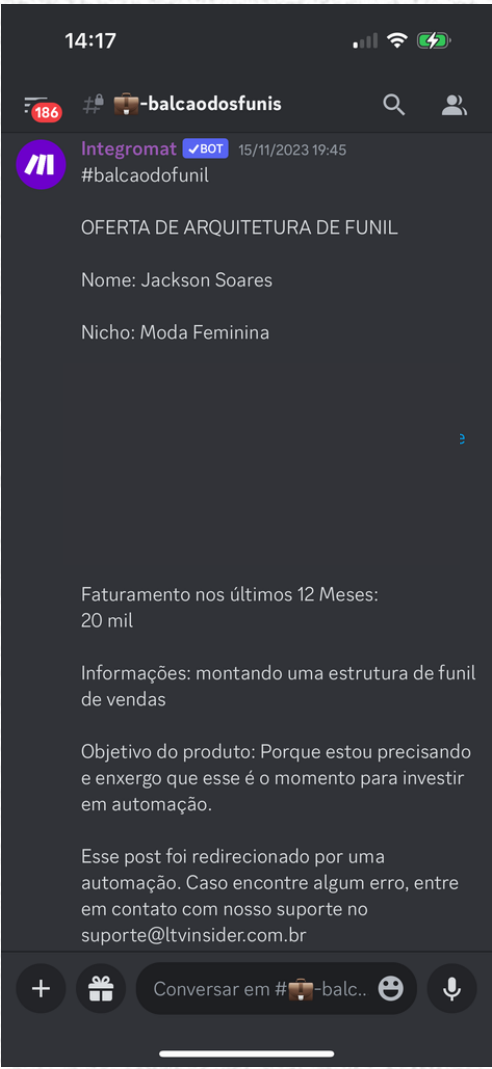 14:17
186
#💼-balcaodosfunis
Integromat ✔BOT 15/11/2023 19:45
#balcaodofunil
OFERTA DE ARQUITETURA DE FUNIL
Nome: Jackson Soares
Nicho: Moda Feminina
e
Faturamento nos últimos 12 Meses:
20 mil
Informações: montando uma estrutura de funil
de vendas
Objetivo do produto: Porque estou precisando
e enxergo que esse é o momento para investir
em automação.
Esse post foi redirecionado por uma
automação. Caso encontre algum erro, entre
em contato com nosso suporte no
suporte@ltvinsider.com.br
Conversar em #💼-balc..